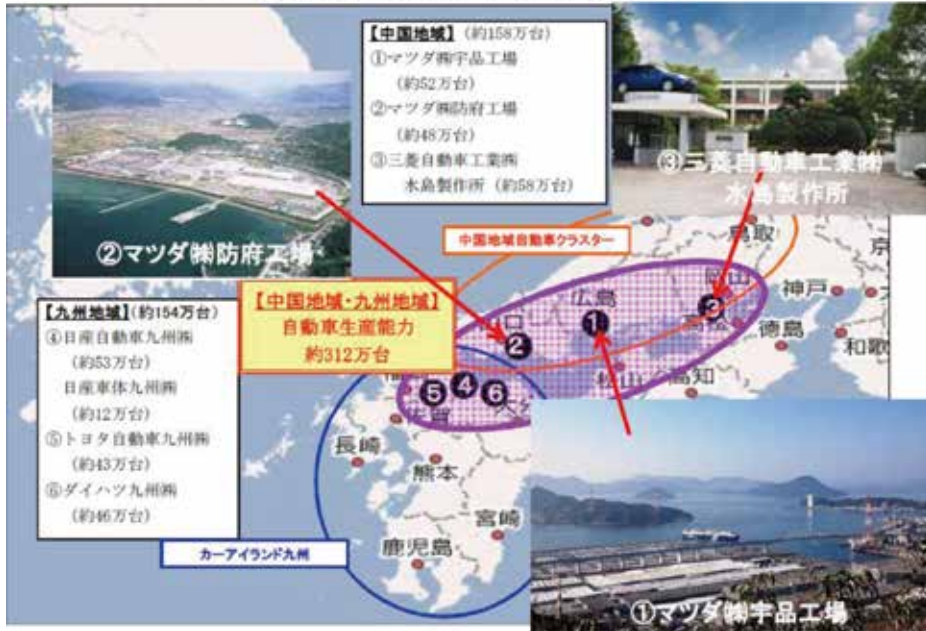 【中国地域】(約158万台)
①マツダ㈱宇品工場
(約52万台)
②マツダ㈱防府工場
(約48万台)
③三菱自動車工業㈱
水島製作所(約58万台)
③三菱自動車工業㈱
水島製作所
②マツダ㈱防府工場
中国地域自動車クラスター
【中国地域・九州地域】
自動車生産能力
約312万台
【九州地域】(約154万台)
④日産自動車九州㈱
(約53万台)
日産車体九州㈱
(約12万台)
⑤トヨタ自動車九州㈱
(約43万台)
⑥ダイハツ九州㈱
(約46万台)
鳥取
岡山
神戸
広島
口
①
②
③
高松
徳島
和歌
松山
高知
④
⑤
⑥
佐賀
長崎
熊本
宮崎
鹿児島
カーアイランド九州
①マツダ㈱宇品工場